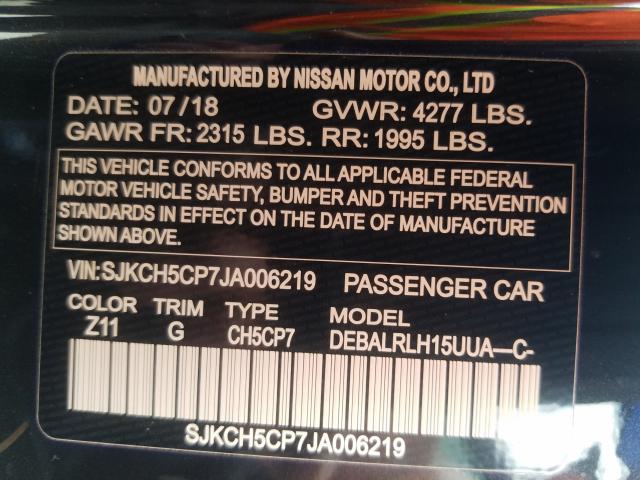 MANUFACTURED BY NISSAN MOTOR CO., LTD
DATE: 07/18 GVWR: 4277 LBS.
GAWR FR: 2315 LBS. RR: 1995 LBS.
THIS VEHICLE CONFORMS TO ALL APPLICABLE FEDERAL
MOTOR VEHICLE SAFETY, BUMPER AND THEFT PREVENTION
STANDARDS IN EFFECT ON THE DATE OF MANUFACTURE
SHOWN ABOVE.
VIN:SJKCH5CP7JA006219 PASSENGER CAR
COLOR TRIM TYPE MODEL
Z11 G CH5CP7 DEBALRLH15UUA—C-
SJKCH5CP7JA006219